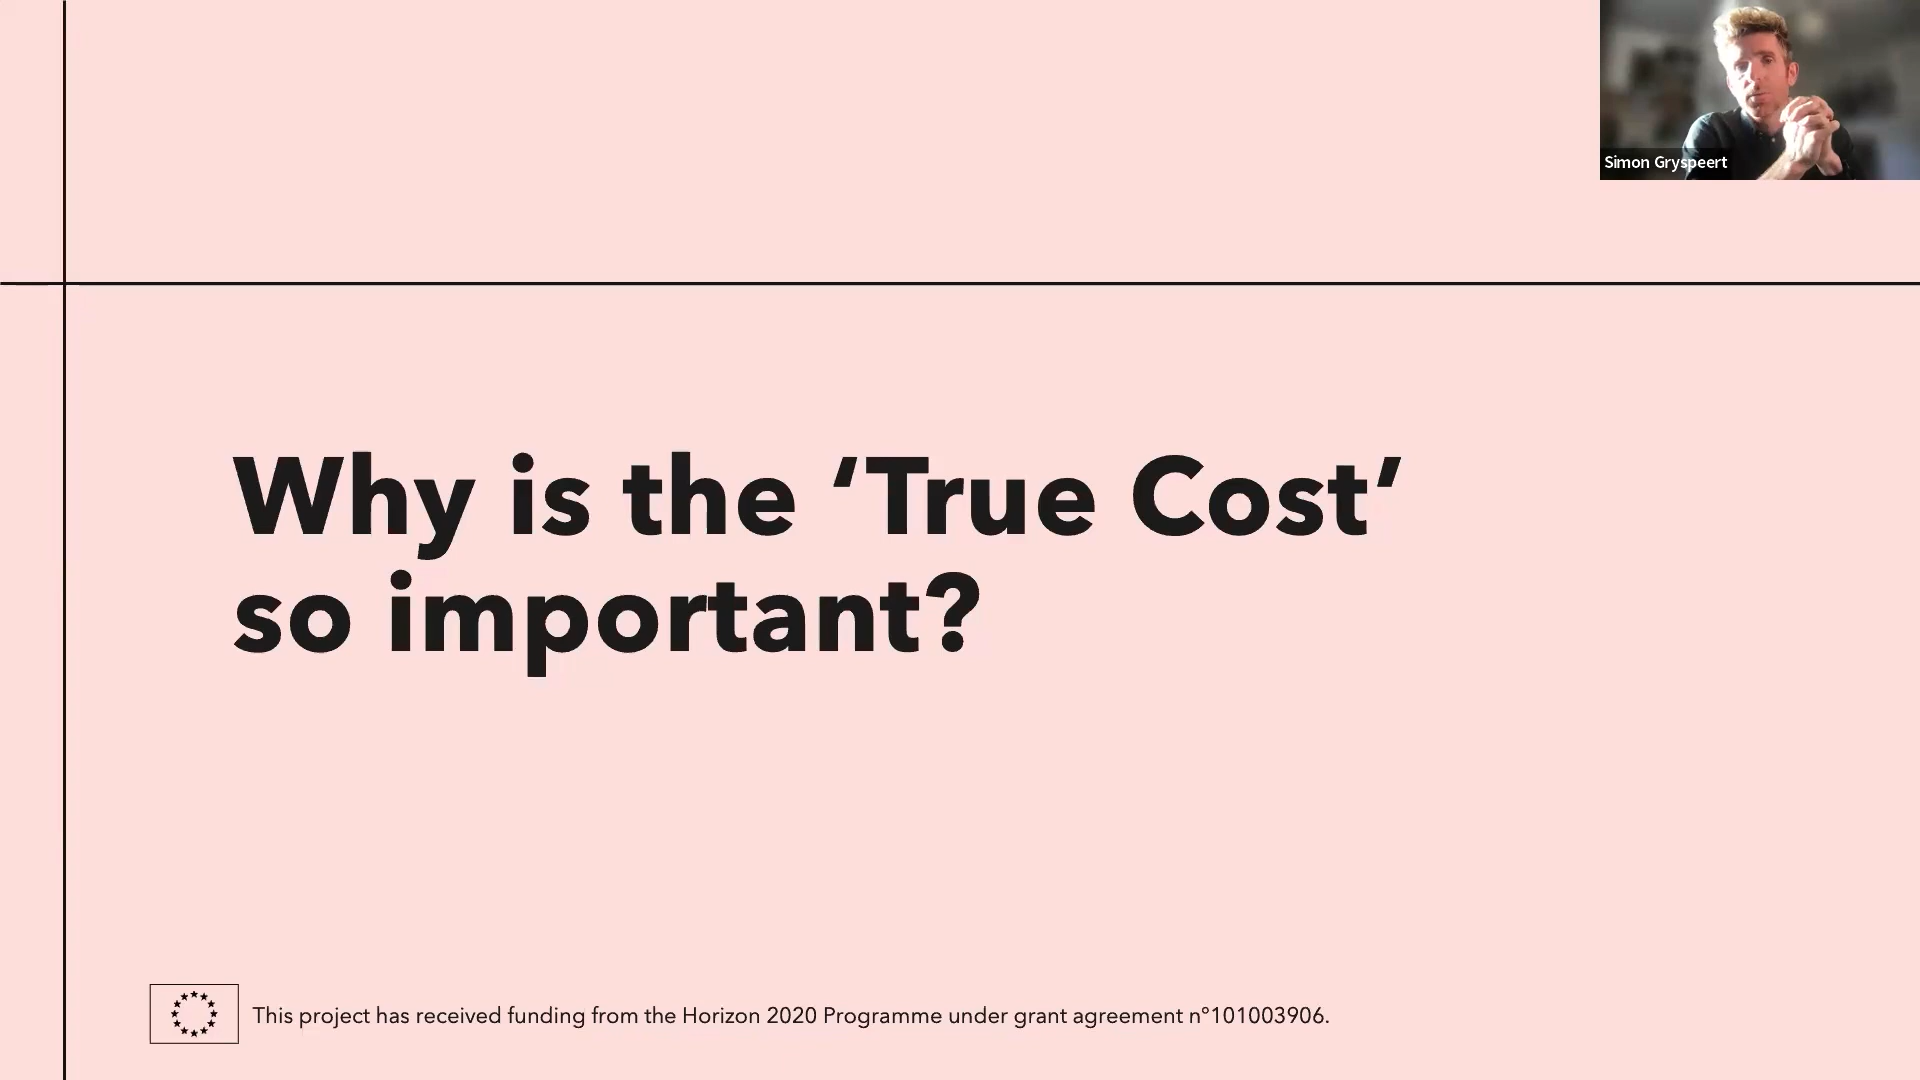 Simon Gryspeert
Why is the ‘True Cost’
so important?
This project has received funding from the Horizon 2020 Programme under grant agreement n°101003906.